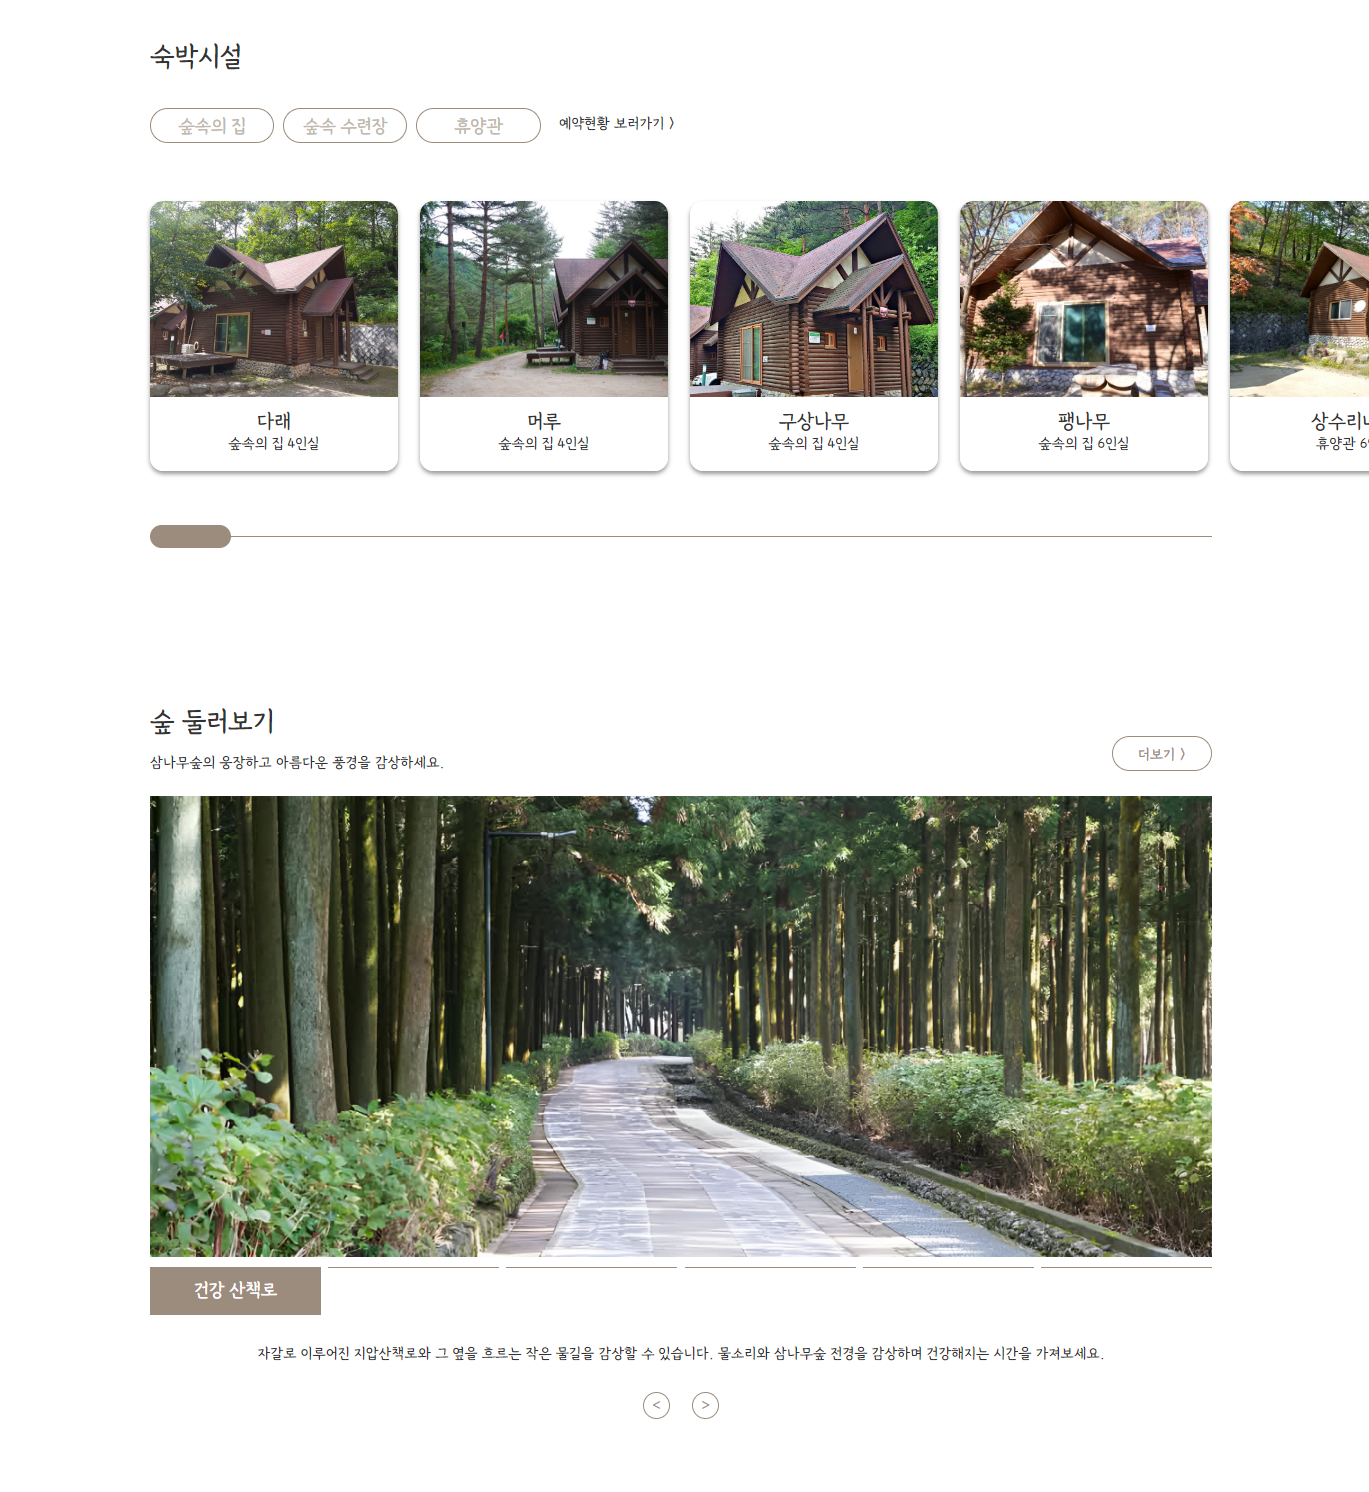 숙박시설
숲속의 집
숲속 수련장
휴양관
예약현황 보러가기 〉
다래
숲속의 집 4인실
머루
숲속의 집 4인실
구상나무
숲속의 집 4인실
팽나무
숲속의 집 6인실
상수리
휴양관 6
숲 둘러보기
삼나무숲의 웅장하고 아름다운 풍경을 감상하세요.
더보기 〉
건강 산책로
자갈로 이루어진 지압산책로와 그 옆을 흐르는 작은 물길을 감상할 수 있습니다. 물소리와 삼나무숲 전경을 감상하며 건강해지는 시간을 가져보세요.
< >